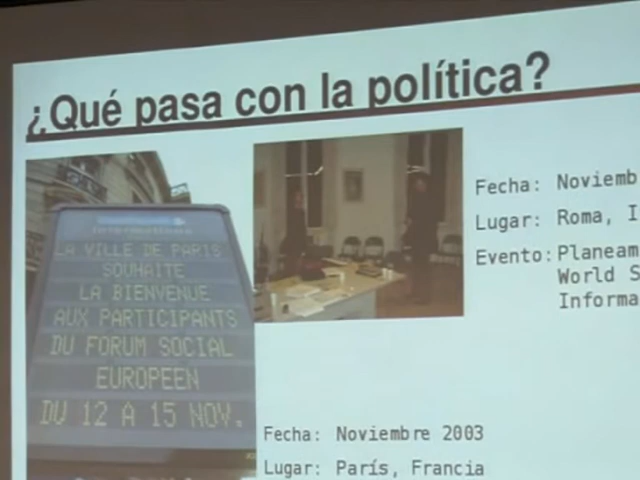 ¿Qué pasa con la política?
Fecha: Noviemb
Lugar: Roma, I
Evento: Planeam
World S
Informa
LA VILLE DE PARIS
SOUHAITE
LA BIENVENUE
AUX PARTICIPANTS
DU FORUM SOCIAL
EUROPEEN
DU 12 A 15 NOV.
Fecha: Noviembre 2003
Lugar: París, Francia